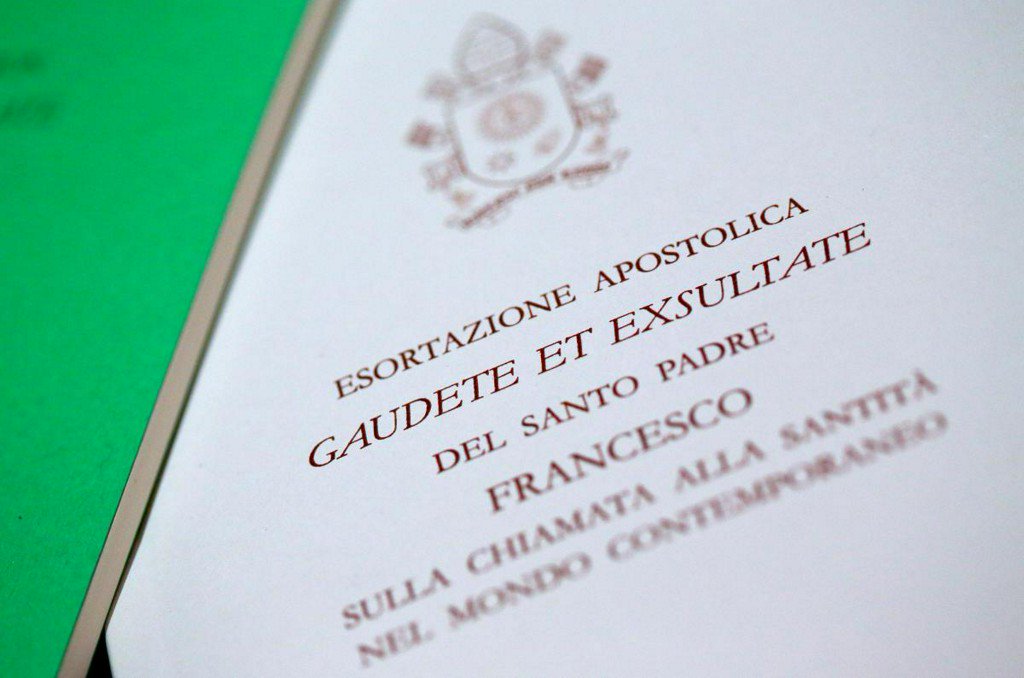 ESORTAZIONE APOSTOLICA
GAUDETE ET EXSULTATE
DEL SANTO PADRE
FRANCESCO
SULLA CHIAMATA ALLA SANTITÀ
NEL MONDO CONTEMPORANEO